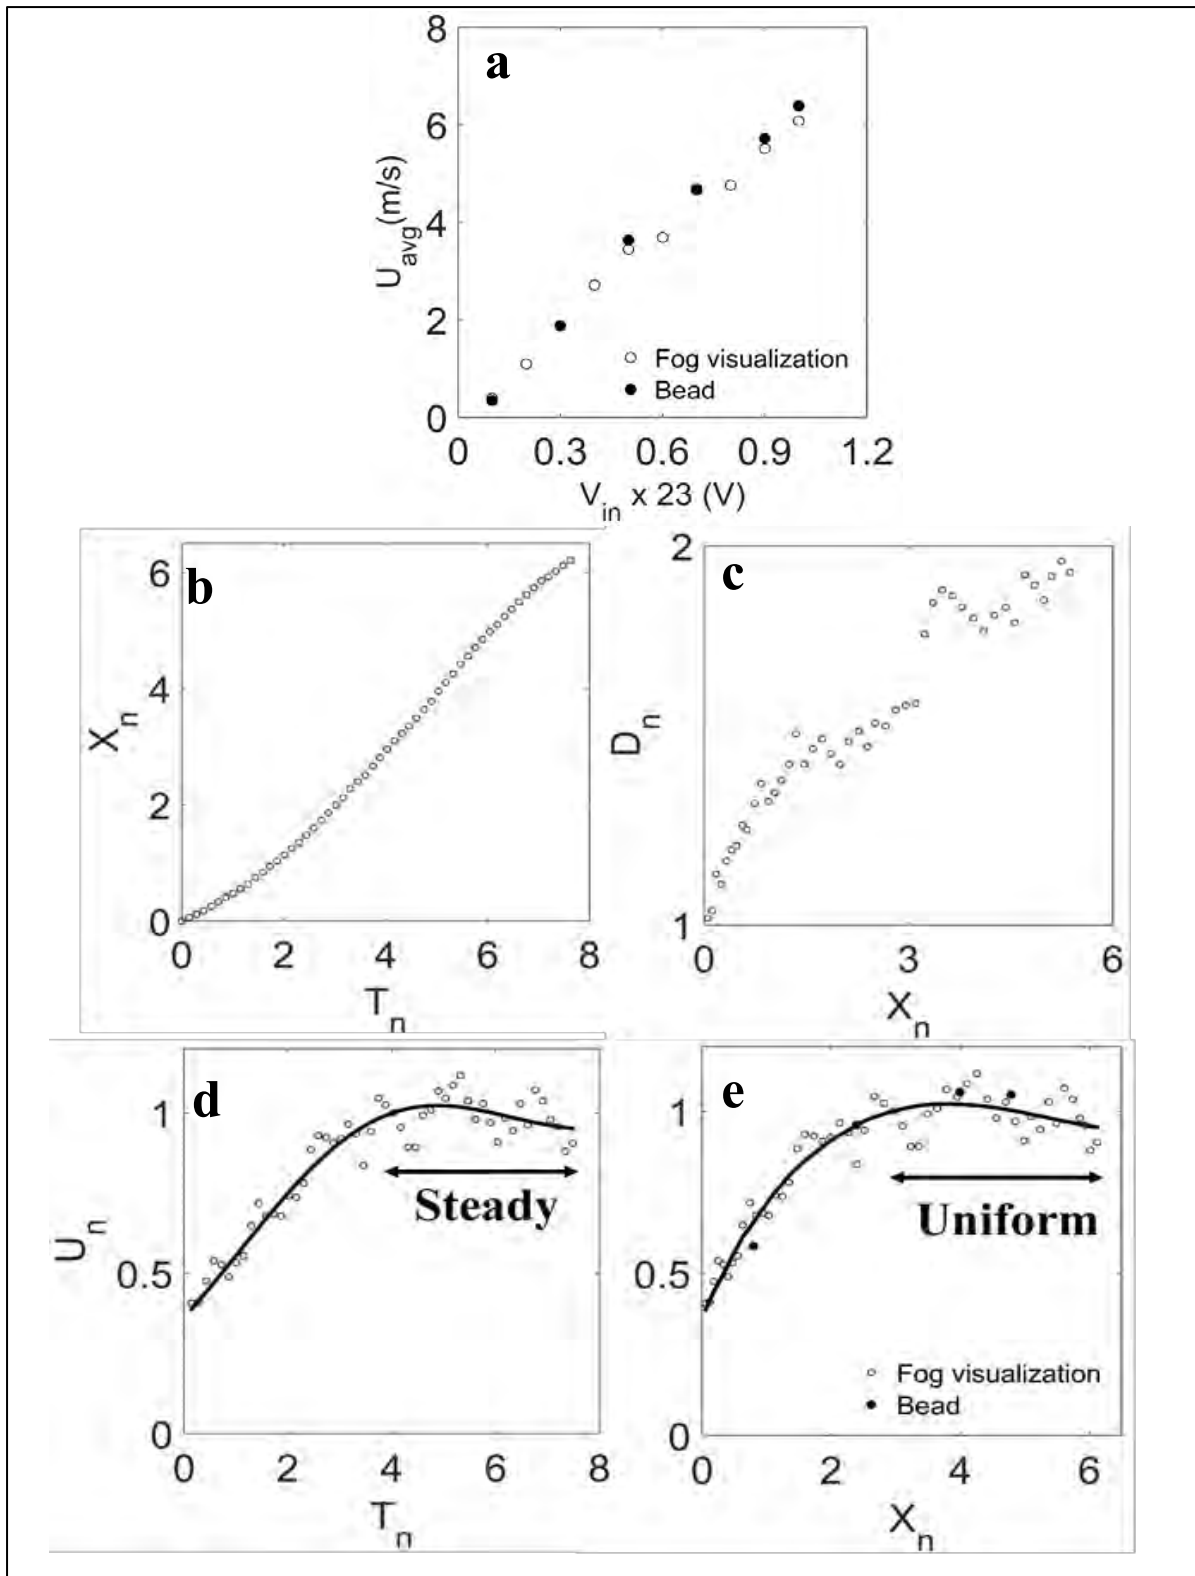 a
8
6
4
2
0
U_avg(m/s)
0 0.3 0.6 0.9 1.2
V_in x 23 (V)
Fog visualization
Bead
b
6
4
2
0
X_n
0 2 4 6 8
T_n
c
2
1
D_n
0 3 6
X_n
d
1
0.5
0
U_n
Steady
0 2 4 6 8
T_n
e
1
0.5
0
Uniform
Fog visualization
Bead
0 2 4 6
X_n